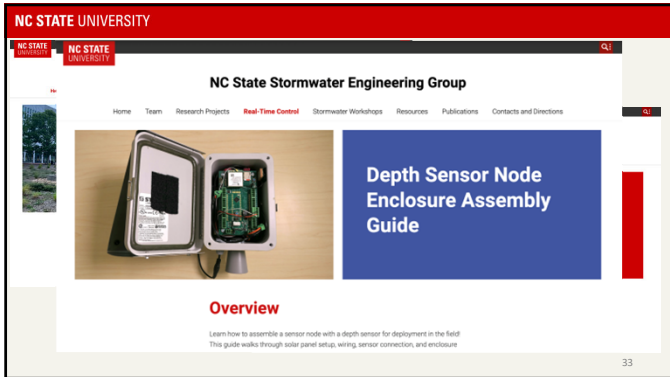 NC STATE UNIVERSITY
NC STATE
UNIVERSITY
NC STATE
UNIVERSITY
NC State Stormwater Engineering Group
Home Team Research Projects Real-Time Control Stormwater Workshops Resources Publications Contacts and Directions
Depth Sensor Node
Enclosure Assembly
Guide
Overview
Learn how to assemble a sensor node with a depth sensor for deployment in the field!
This guide walks through solar panel setup, wiring, sensor connection, and enclosure
33